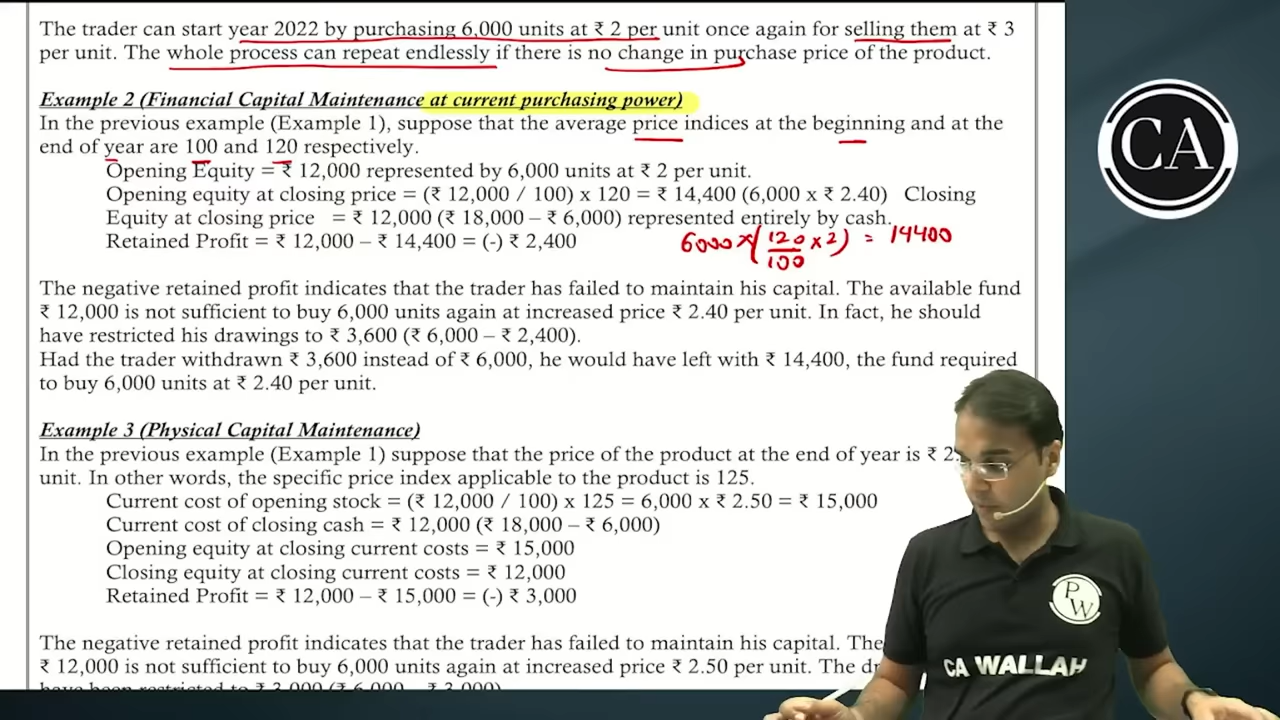 The trader can start year 2022 by purchasing 6,000 units at ₹ 2 per unit once again for selling them at ₹ 3
per unit. The whole process can repeat endlessly if there is no change in purchase price of the product.
Example 2 (Financial Capital Maintenance at current purchasing power)
In the previous example (Example 1), suppose that the average price indices at the beginning and at the
end of year are 100 and 120 respectively.
Opening Equity = ₹ 12,000 represented by 6,000 units at ₹ 2 per unit.
Opening equity at closing price = (₹ 12,000 / 100) x 120 = ₹ 14,400 (6,000 x ₹ 2.40) Closing
Equity at closing price = ₹ 12,000 (₹ 18,000 – ₹ 6,000) represented entirely by cash.
Retained Profit = ₹ 12,000 – ₹ 14,400 = (-) ₹ 2,400
6000 x (120/100 x 2) = 14400
The negative retained profit indicates that the trader has failed to maintain his capital. The available fund
₹ 12,000 is not sufficient to buy 6,000 units again at increased price ₹ 2.40 per unit. In fact, he should
have restricted his drawings to ₹ 3,600 (₹ 6,000 – ₹ 2,400).
Had the trader withdrawn ₹ 3,600 instead of ₹ 6,000, he would have left with ₹ 14,400, the fund required
to buy 6,000 units at ₹ 2.40 per unit.
Example 3 (Physical Capital Maintenance)
In the previous example (Example 1) suppose that the price of the product at the end of year is ₹ 2
unit. In other words, the specific price index applicable to the product is 125.
Current cost of opening stock = (₹ 12,000 / 100) x 125 = 6,000 x ₹ 2.50 = ₹ 15,000
Current cost of closing cash = ₹ 12,000 (₹ 18,000 – ₹ 6,000)
Opening equity at closing current costs = ₹ 15,000
Closing equity at closing current costs = ₹ 12,000
Retained Profit = ₹ 12,000 – ₹ 15,000 = (-) ₹ 3,000
The negative retained profit indicates that the trader has failed to maintain his capital. The
₹ 12,000 is not sufficient to buy 6,000 units again at increased price ₹ 2.50 per unit. The
have been restricted to ₹ 3,000 (₹ 6,000 – ₹ 3,000)
CA
PW
CA WALLAH